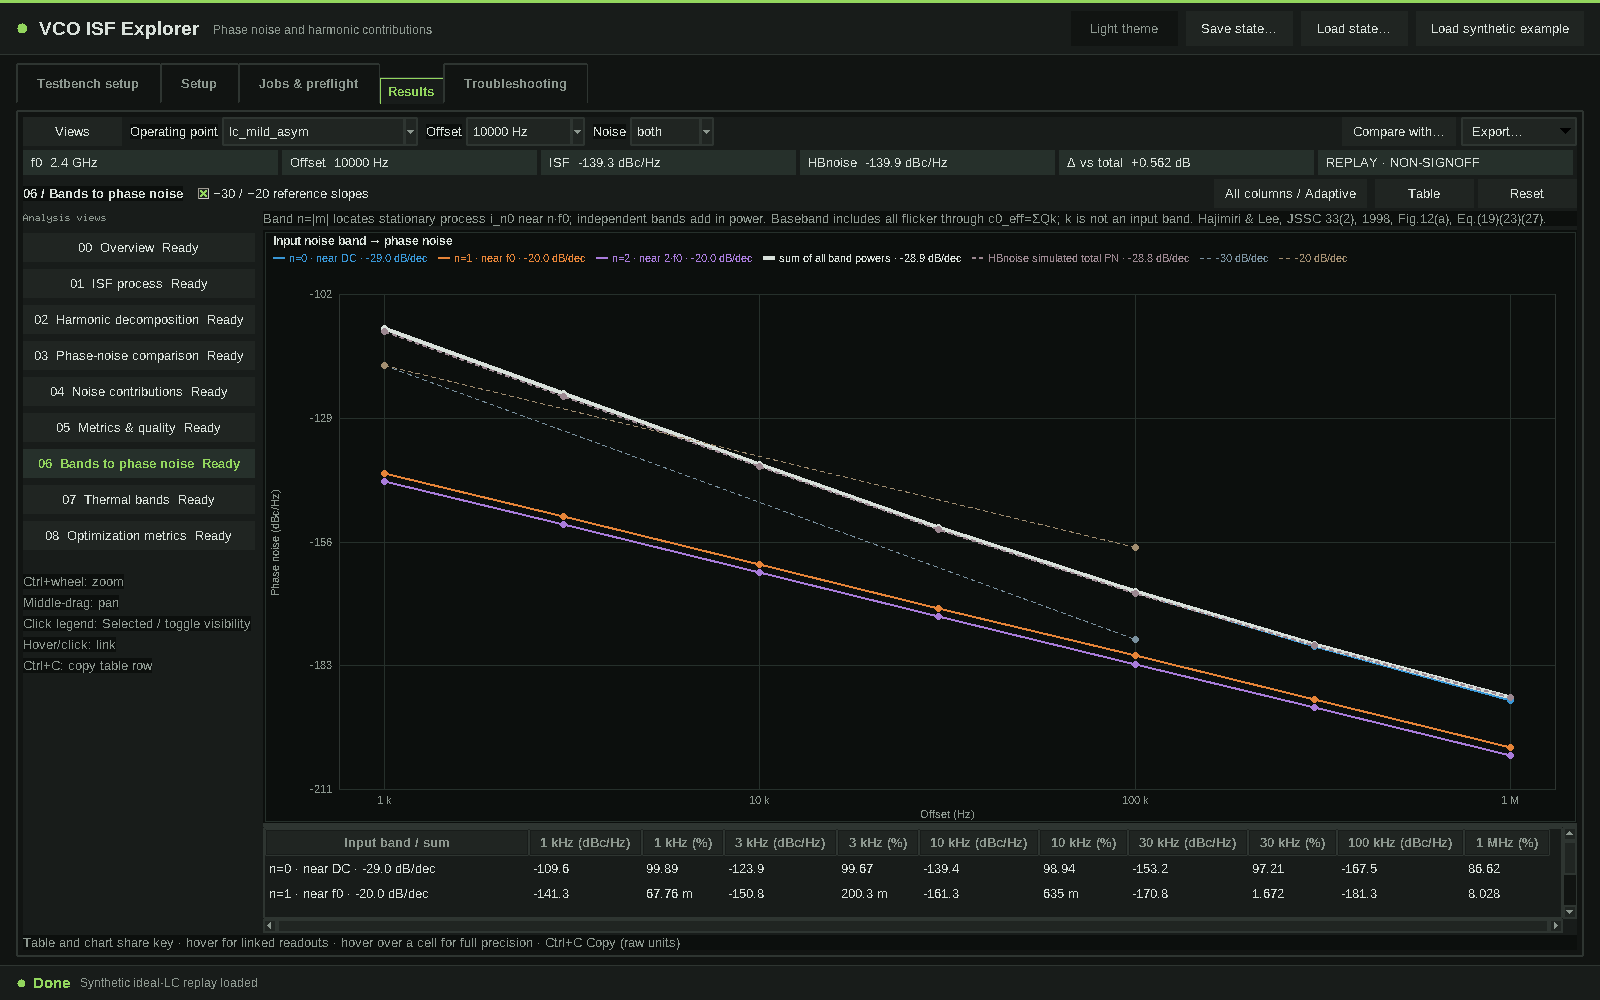 VCO ISF Explorer Phase noise and harmonic contributions Light theme Save state... Load state... Load synthetic example
Testbench setup Setup Jobs & preflight Results Troubleshooting
Views Operating point lc_mild_asym Offset 10000 Hz Noise both Compare with... Export...
f0 2.4 GHz Offset 10000 Hz ISF -139.3 dBc/Hz HBnoise -139.9 dBc/Hz Δ vs total +0.562 dB REPLAY · NON-SIGNOFF
06 / Bands to phase noise −30 / −20 reference slopes All columns / Adaptive Table Reset
Analysis views
Band n=|m| locates stationary process i_n0 near n·f0; independent bands add in power. Baseband includes all flicker through c0_eff=ΣQk; k is not an input band. Hajimiri & Lee, JSSC 33(2), 1998, Fig.12(a), Eq.(19)(23)(27).
00 Overview Ready
01 ISF process Ready
02 Harmonic decomposition Ready
03 Phase-noise comparison Ready
04 Noise contributions Ready
05 Metrics & quality Ready
06 Bands to phase noise Ready
07 Thermal bands Ready
08 Optimization metrics Ready
Ctrl+wheel: zoom
Middle-drag: pan
Click legend: Selected / toggle visibility
Hover/click: link
Ctrl+C: copy table row
Input noise band → phase noise
n=0 · near DC · -29.0 dB/dec n=1 · near f0 · -20.0 dB/dec n=2 · near 2·f0 · -20.0 dB/dec sum of all band powers · -28.9 dB/dec HBnoise simulated total PN · -28.8 dB/dec -30 dB/dec -20 dB/dec
-102
-129
-156
-183
-211
Phase noise (dBc/Hz)
1 k 10 k 100 k 1 M
Offset (Hz)
Input band / sum 1 kHz (dBc/Hz) 1 kHz (%) 3 kHz (dBc/Hz) 3 kHz (%) 10 kHz (dBc/Hz) 10 kHz (%) 30 kHz (dBc/Hz) 30 kHz (%) 100 kHz (dBc/Hz) 1 MHz (%)
n=0 · near DC · -29.0 dB/dec -109.6 99.89 -123.9 99.67 -139.4 98.94 -153.2 97.21 -167.5 86.62
n=1 · near f0 · -20.0 dB/dec -141.3 67.76 m -150.8 200.3 m -161.3 635 m -170.8 1.672 -181.3 8.028
Table and chart share key · hover for linked readouts · hover over a cell for full precision · Ctrl+C Copy (raw units)
Done Synthetic ideal-LC replay loaded